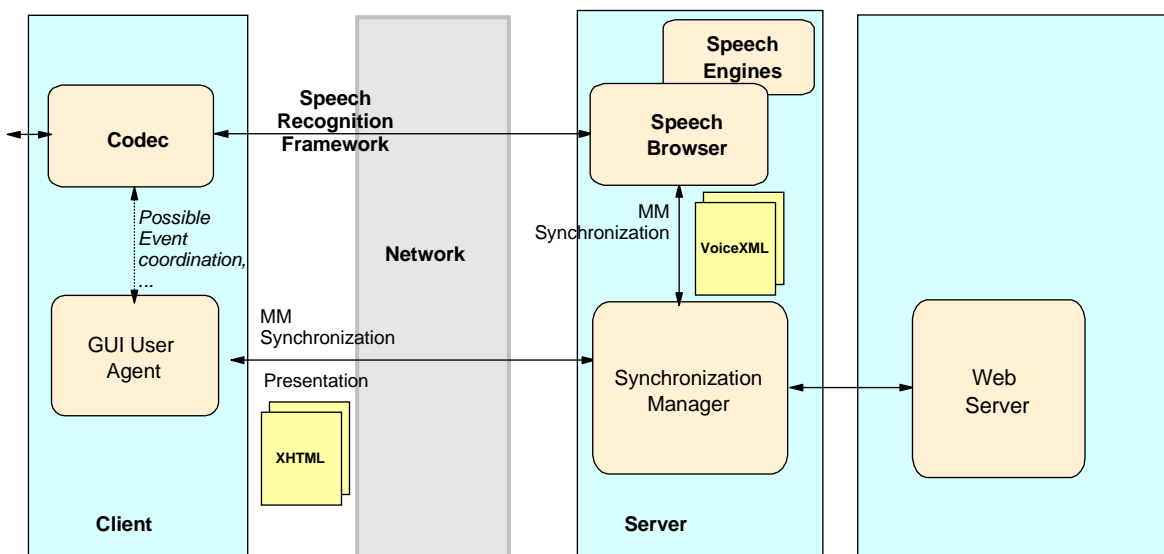 Speech
Engines
Codec
Speech
Recognition
Framework
Speech
Browser
Possible
Event
coordination,
...
MM
Synchronization
VoiceXML
Network
GUI User
Agent
MM
Synchronization
Presentation
XHTML
Synchronization
Manager
Web
Server
Client
Server